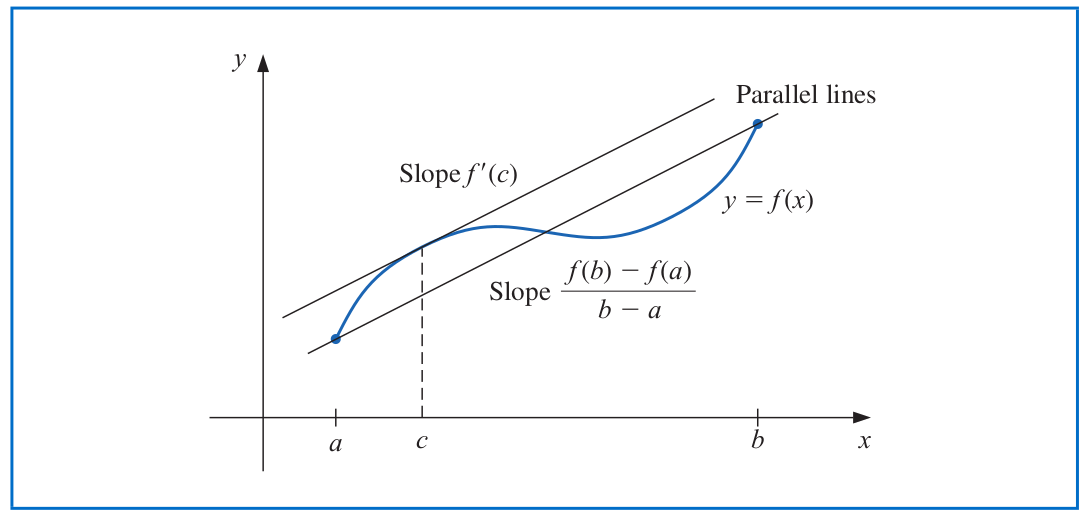 y
Parallel lines
Slope f′(c)
y = f(x)
Slope f(b) − f(a)
b − a
a
c
b
x